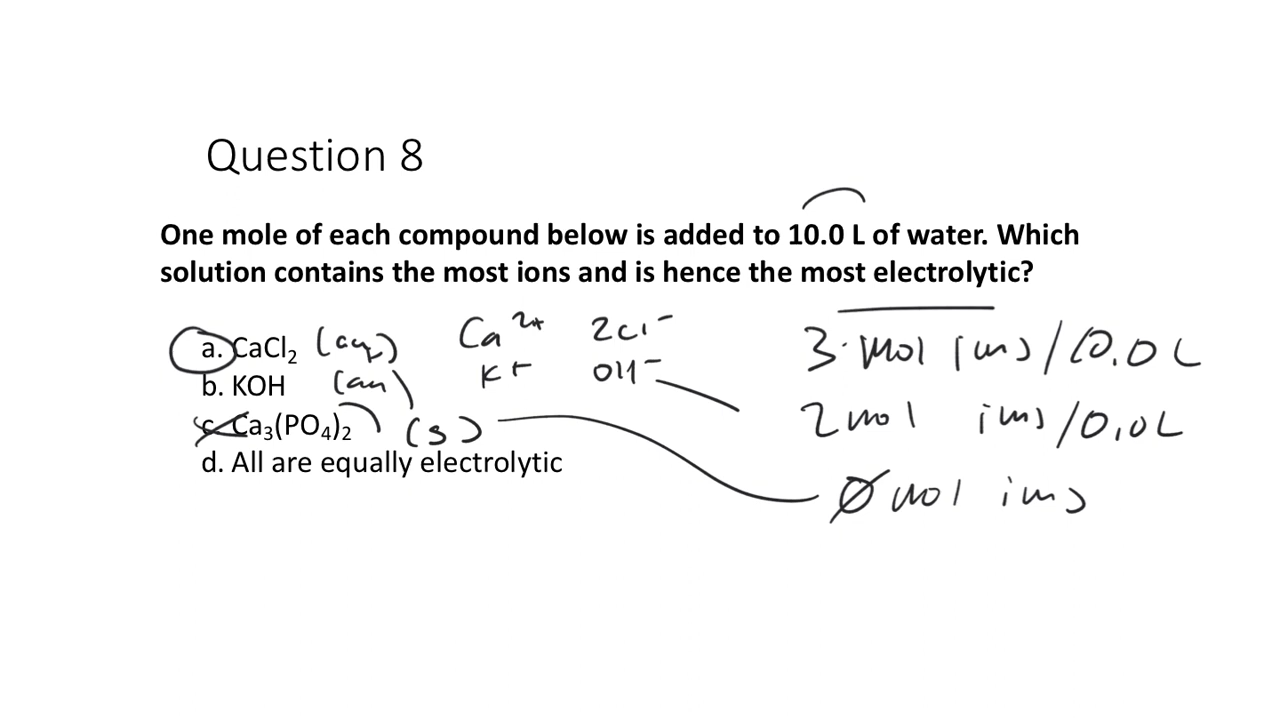 Question 8
One mole of each compound below is added to 10.0 L of water. Which
solution contains the most ions and is hence the most electrolytic?
a. CaCl₂ (aq) Ca²⁺ 2Cl⁻ 3 mol ions/10.0 L
b. KOH (aq) K⁺ OH⁻ 2 mol ions/0.0L
c. Ca₃(PO₄)₂ (s) 0 mol ions
d. All are equally electrolytic